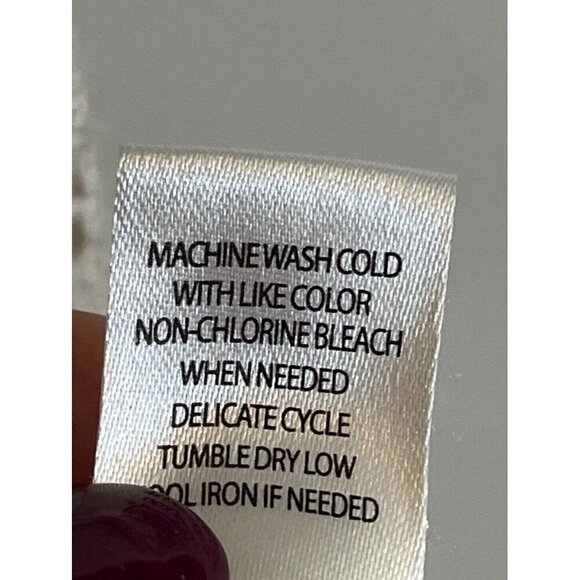 MACHINE WASH COLD
WITH LIKE COLOR
NON-CHLORINE BLEACH
WHEN NEEDED
DELICATE CYCLE
TUMBLE DRY LOW
IRON IF NEEDED